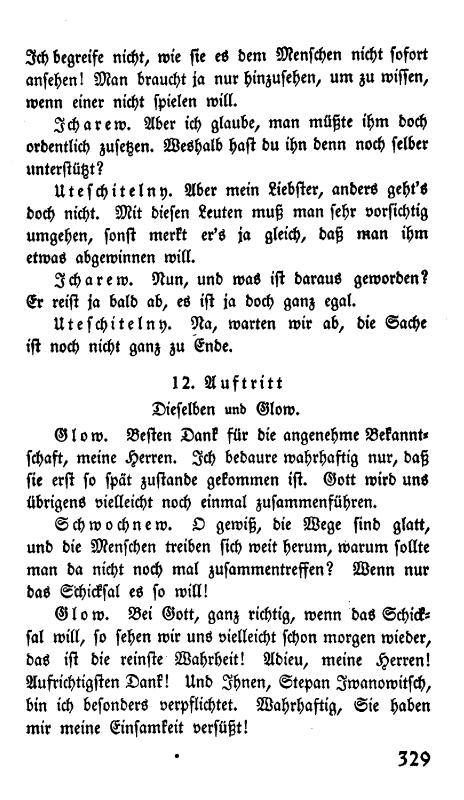 Ich begreife nicht, wie sie es dem Menschen nicht sofort
ansehen! Man braucht ja nur hinzusehen, um zu wissen,
wenn einer nicht spielen will.
Icharew. Aber ich glaube, man müßte ihm doch
ordentlich zusetzen. Weshalb hast du ihn denn noch selber
unterstützt?
Uteschitelny. Aber mein Liebster, anders geht's
doch nicht. Mit diesen Leuten muß man sehr vorsichtig
umgehen, sonst merkt er's ja gleich, daß man ihm
etwas abgewinnen will.
Icharew. Nun, und was ist daraus geworden?
Er reist ja bald ab, es ist ja doch ganz egal.
Uteschitelny. Na, warten wir ab, die Sache
ist noch nicht ganz zu Ende.
12. Auftritt
Dieselben und Glow.
Glow. Besten Dank für die angenehme Bekannt-
schaft, meine Herren. Ich bedaure wahrhaftig nur, daß
sie erst so spät zustande gekommen ist. Gott wird uns
übrigens vielleicht noch einmal zusammenführen.
Schwochnew. O gewiß, die Wege sind glatt,
und die Menschen treiben sich weit herum, warum sollte
man da nicht noch mal zusammentreffen? Wenn nur
das Schicksal es so will!
Glow. Bei Gott, ganz richtig, wenn das Schick-
sal will, so sehen wir uns vielleicht schon morgen wieder,
das ist die reinste Wahrheit! Adieu, meine Herren!
Aufrichtigsten Dank! Und Ihnen, Stepan Iwanowitsch,
bin ich besonders verpflichtet. Wahrhaftig, Sie haben
mir meine Einsamkeit versüßt!
329